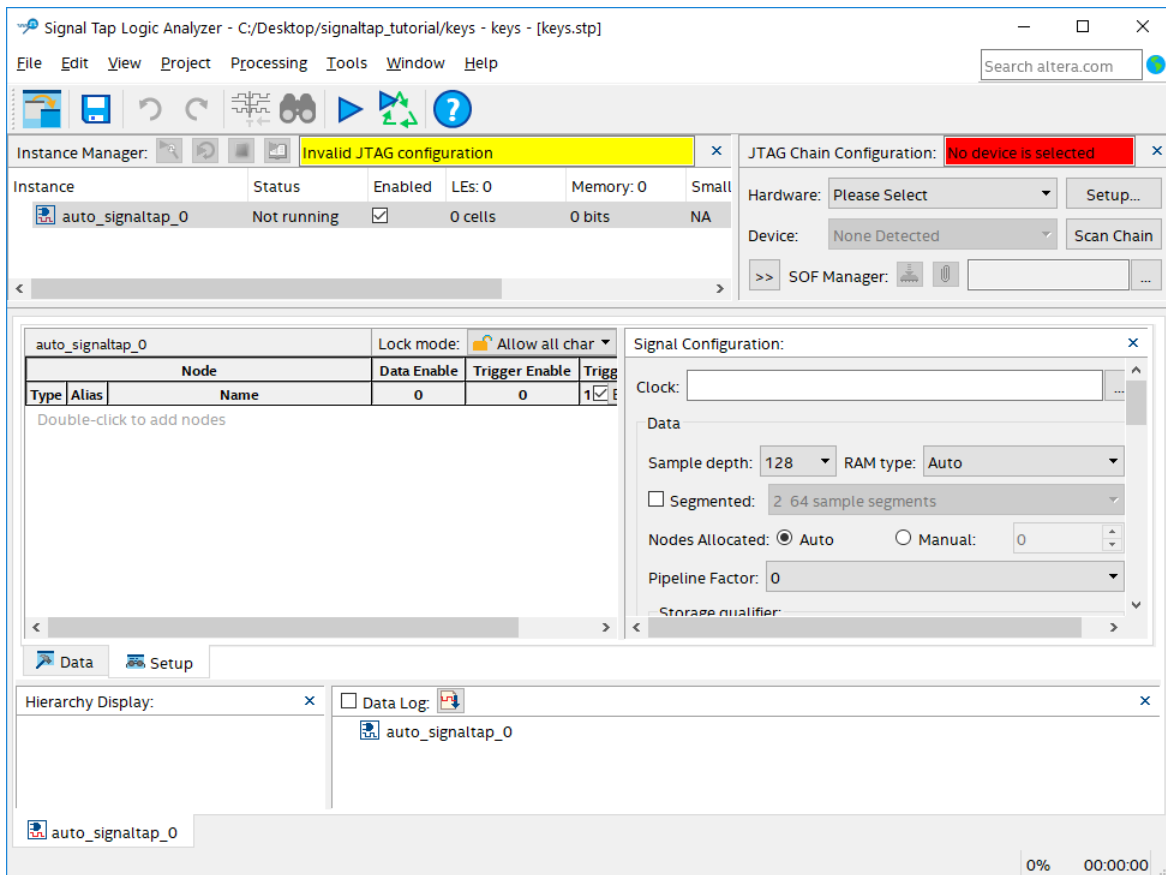 Signal Tap Logic Analyzer - C:/Desktop/signaltap_tutorial/keys - keys - [keys.stp]
File Edit View Project Processing Tools Window Help
Search altera.com
Instance Manager: Invalid JTAG configuration
Instance Status Enabled LEs: 0 Memory: 0 Small
auto_signaltap_0 Not running 0 cells 0 bits NA
JTAG Chain Configuration: No device is selected
Hardware: Please Select Setup...
Device: None Detected Scan Chain
>> SOF Manager: ...
auto_signaltap_0 Lock mode: Allow all char
Node Data Enable Trigger Enable Trigg
Type Alias Name 0 0 1
Double-click to add nodes
Signal Configuration:
Clock: ...
Data
Sample depth: 128 RAM type: Auto
Segmented: 2 64 sample segments
Nodes Allocated: Auto Manual: 0
Pipeline Factor: 0
Storage qualifier:
Data Setup
Hierarchy Display:
Data Log:
auto_signaltap_0
auto_signaltap_0
0% 00:00:00